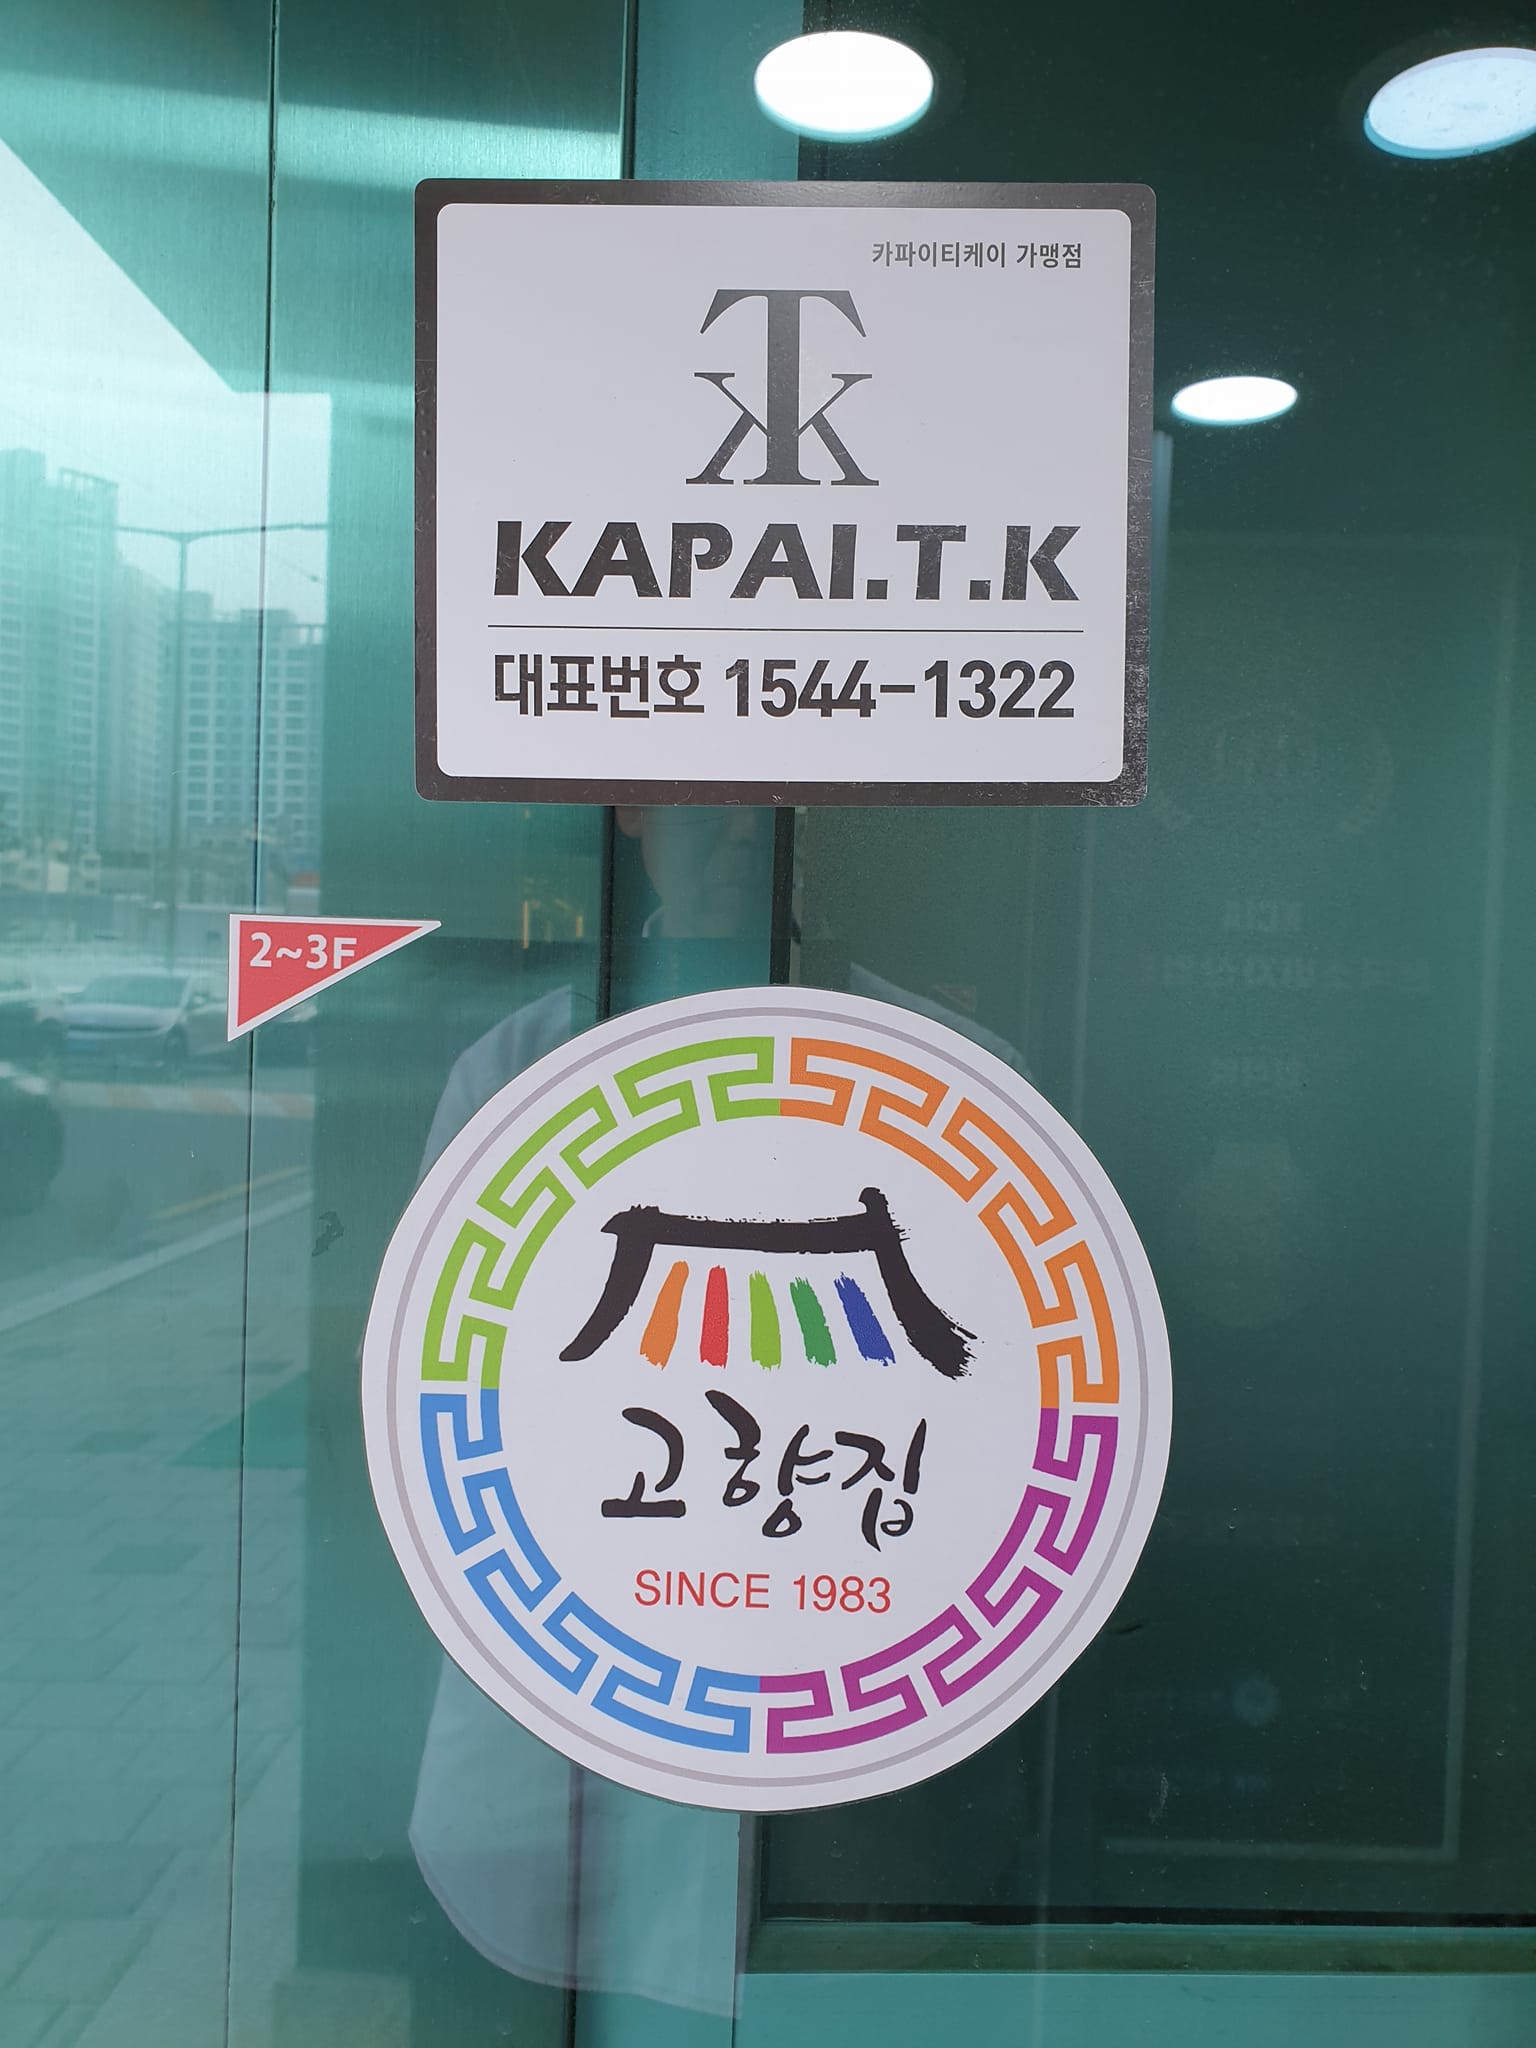 카파이티케이 가맹점
TK
KAPAI.T.K
대표번호 1544-1322
2~3F
고향집
SINCE 1983